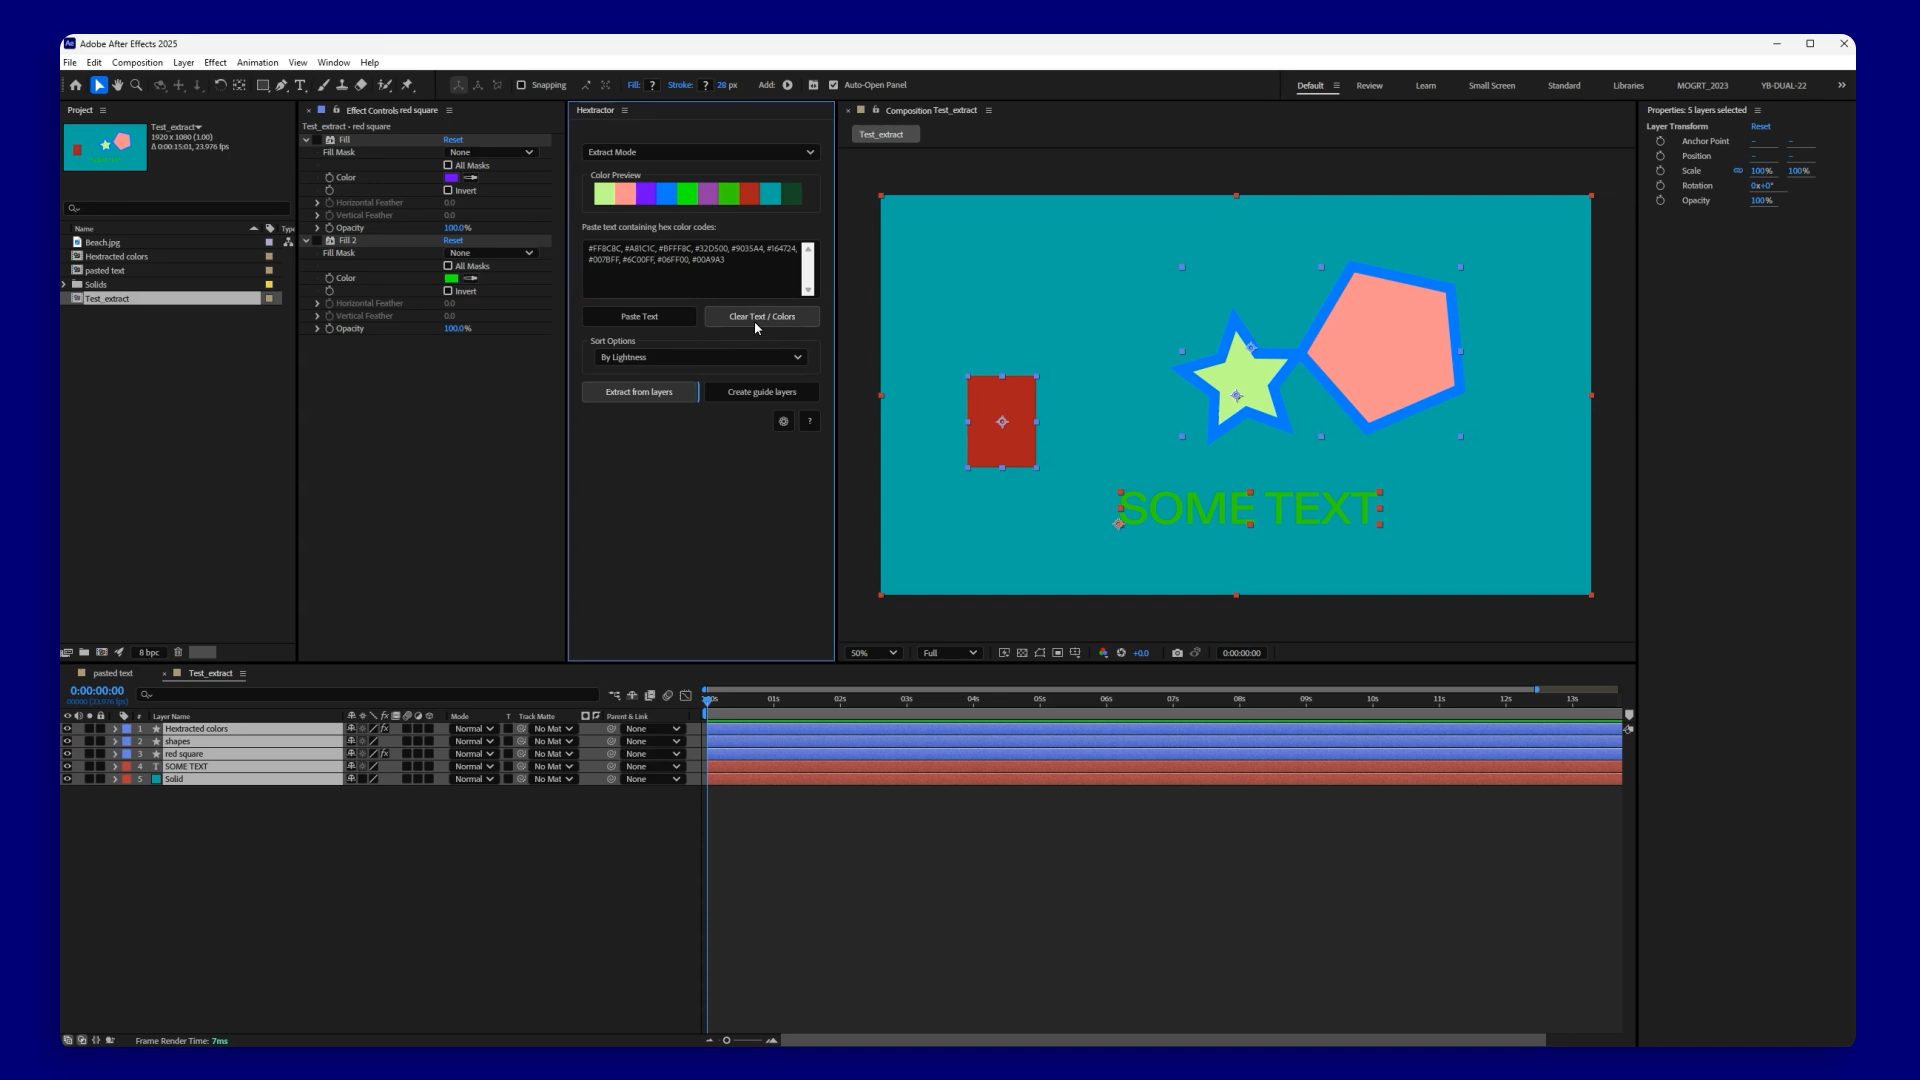 Adobe After Effects 2025
File Edit Composition Layer Effect Animation View Window Help
Snapping Fill: ? Stroke: ? 28 px Add: Auto-Open Panel Default Review Learn Small Screen Standard Libraries MOGRT_2023 YB-DUAL-22
Project
Test_extract
1920 x 1080 (1.00)
Δ 0:00:15:01, 23.976 fps
Name Type
Beach.jpg
Hextracted colors
pasted text
Solids
Test_extract
8 bpc
Effect Controls red square
Test_extract - red square
Fill Reset
Fill Mask None
All Masks
Color
Invert
Horizontal Feather 0.0
Vertical Feather 0.0
Opacity 100.0%
Fill 2 Reset
Fill Mask None
All Masks
Color
Invert
Horizontal Feather 0.0
Vertical Feather 0.0
Opacity 100.0%
Hextractor
Extract Mode
Color Preview
Paste text containing hex color codes:
#FF8C8C, #A81C1C, #BFFF8C, #32D500, #9035A4, #164724,
#007BFF, #6C00FF, #06FF00, #00A9A3
Paste Text Clear Text / Colors
Sort Options
By Lightness
Extract from layers Create guide layers
?
Composition Test_extract
Test_extract
SOME TEXT
50% Full +0.0 0:00:00:00
Properties: 5 layers selected
Layer Transform Reset
Anchor Point - -
Position - -
Scale 100% 100%
Rotation 0x+0°
Opacity 100%
pasted text Test_extract
0:00:00:00
00000 (23.976 fps)
01s 02s 03s 04s 05s 06s 07s 08s 09s 10s 11s 12s 13s
# Layer Name fx Mode T Track Matte Parent & Link
1 Hextracted colors fx Normal No Mat None
2 shapes Normal No Mat None
3 red square fx Normal No Mat None
4 T SOME TEXT Normal No Mat None
5 Solid Normal No Mat None
Frame Render Time: 7ms